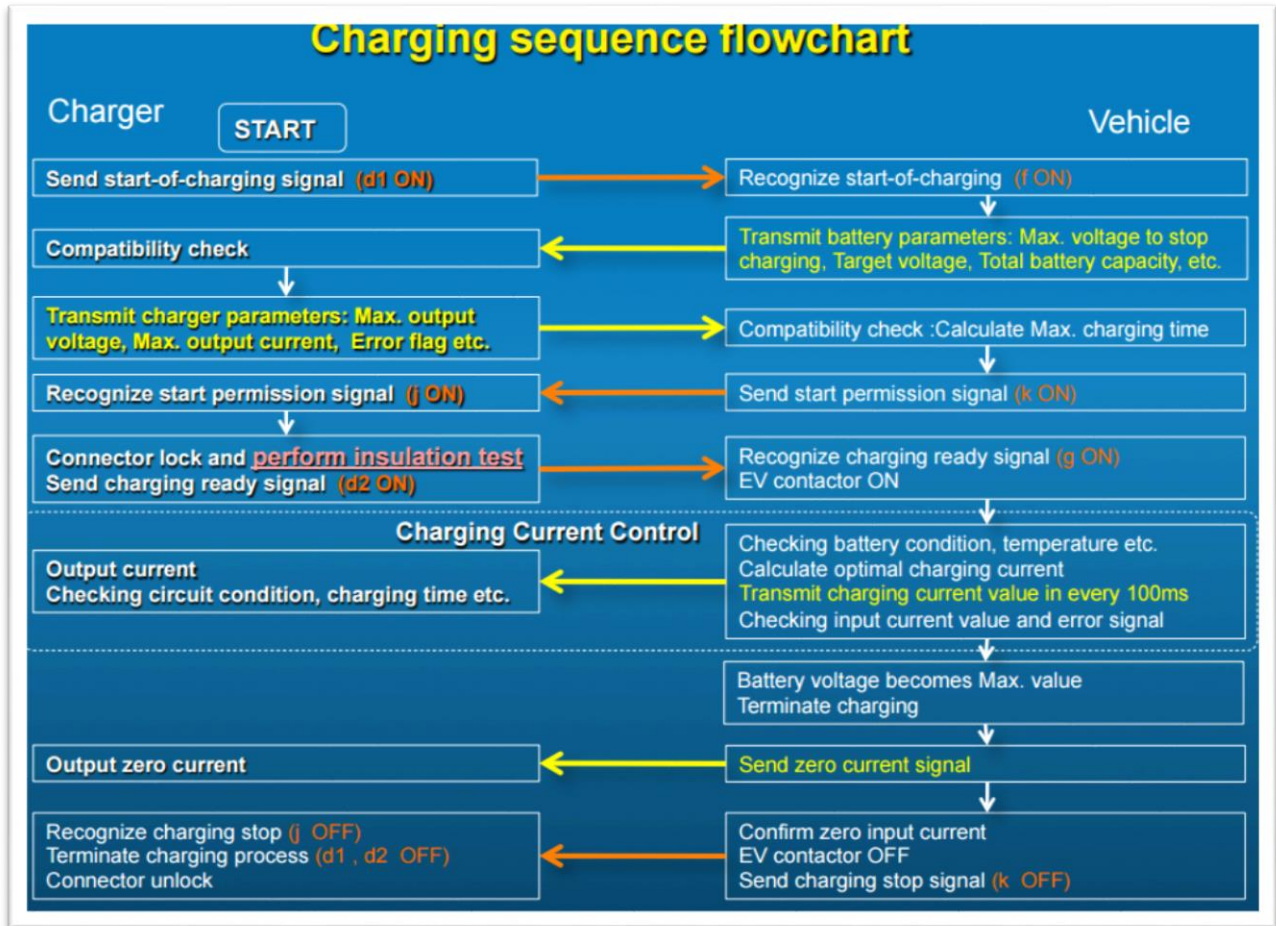 Charging sequence flowchart
Charger
START
Vehicle
Send start-of-charging signal (d1 ON)
Recognize start-of-charging (f ON)
Transmit battery parameters: Max. voltage to stop
charging, Target voltage, Total battery capacity, etc.
Compatibility check
Transmit charger parameters: Max. output
voltage, Max. output current, Error flag etc.
Compatibility check :Calculate Max. charging time
Send start permission signal (k ON)
Recognize start permission signal (j ON)
Connector lock and perform insulation test
Send charging ready signal (d2 ON)
Recognize charging ready signal (g ON)
EV contactor ON
Charging Current Control
Checking battery condition, temperature etc.
Calculate optimal charging current
Transmit charging current value in every 100ms
Checking input current value and error signal
Output current
Checking circuit condition, charging time etc.
Battery voltage becomes Max. value
Terminate charging
Send zero current signal
Output zero current
Confirm zero input current
EV contactor OFF
Send charging stop signal (k OFF)
Recognize charging stop (j OFF)
Terminate charging process (d1 , d2 OFF)
Connector unlock